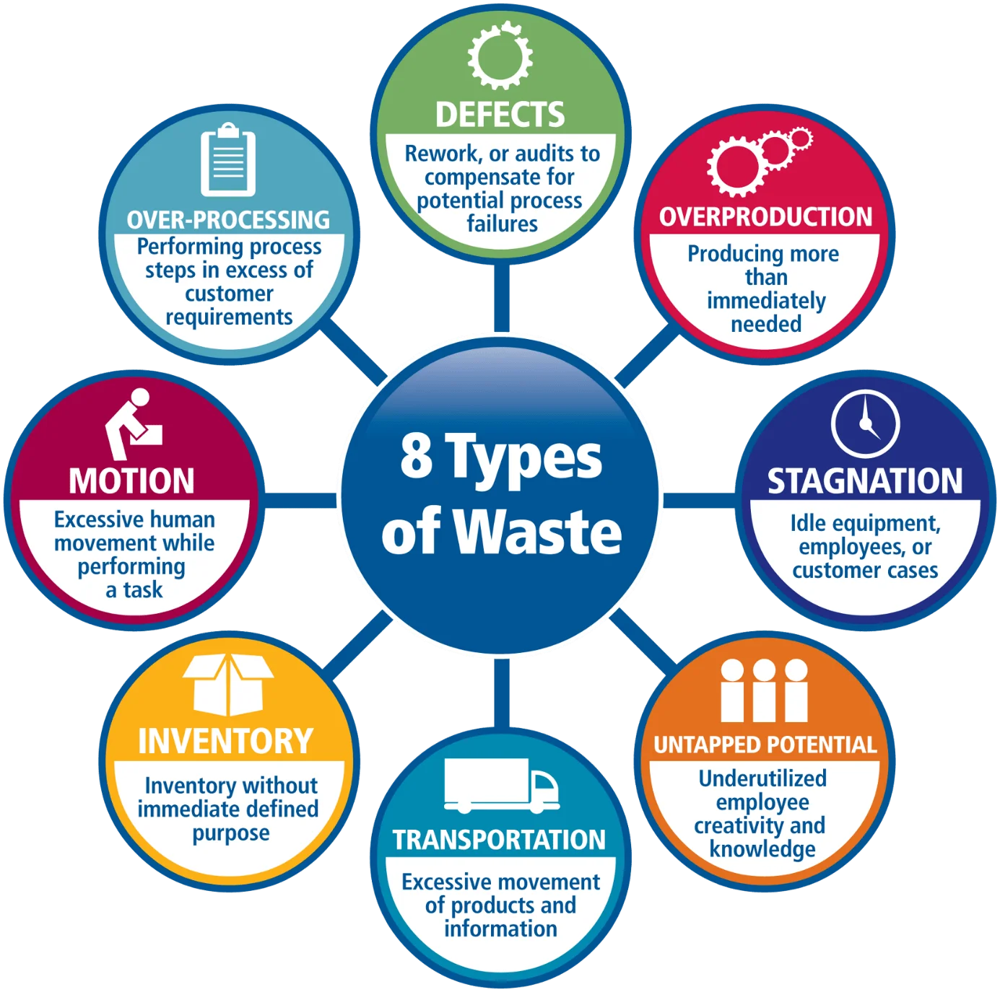 DEFECTS
Rework, or audits to
compensate for
potential process
failures
OVERPRODUCTION
Producing more
than
immediately
needed
STAGNATION
Idle equipment,
employees, or
customer cases
UNTAPPED POTENTIAL
Underutilized
employee
creativity and
knowledge
TRANSPORTATION
Excessive movement
of products and
information
INVENTORY
Inventory without
immediate defined
purpose
MOTION
Excessive human
movement while
performing
a task
OVER-PROCESSING
Performing process
steps in excess of
customer
requirements
8 Types
of Waste